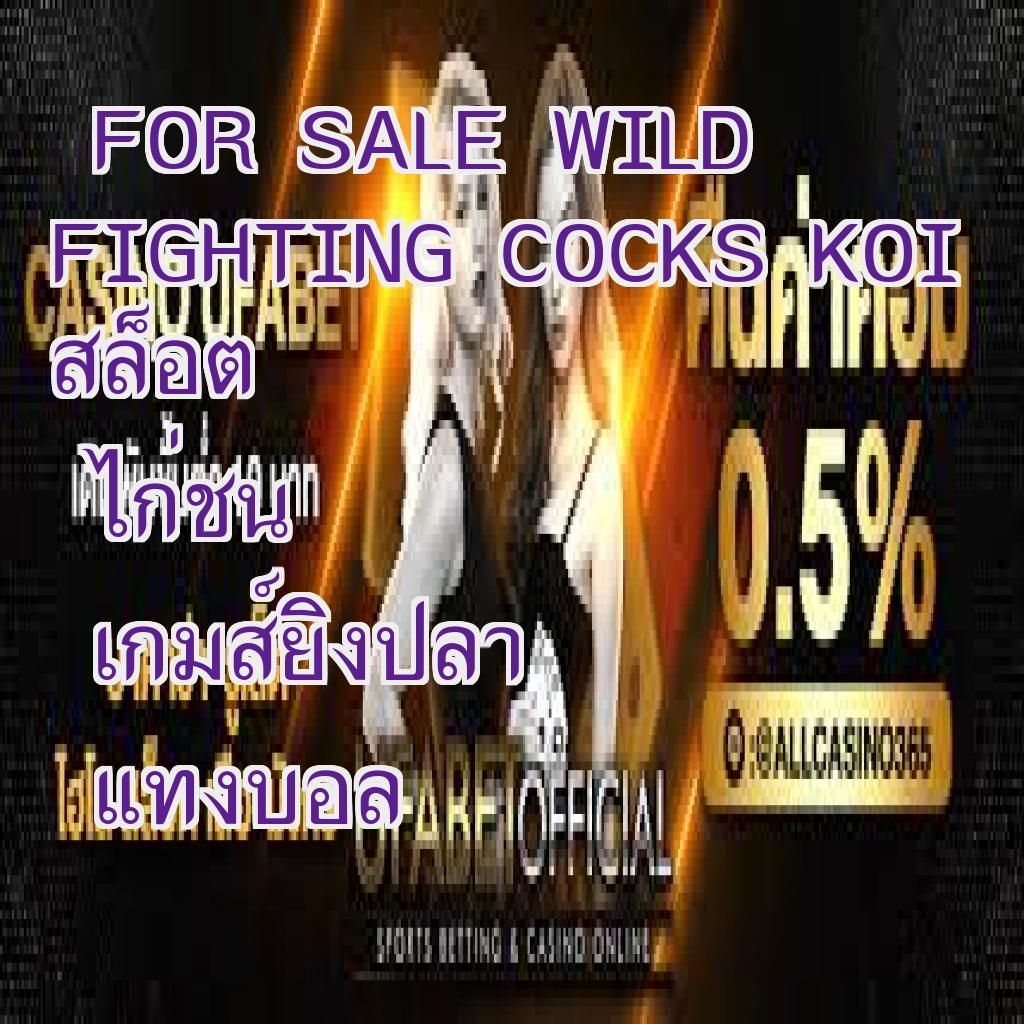 FOR SALE WILD
FIGHTING COCKS KOI
สล็อต
ไก่ชน
เกมส์ยิงปลา
แทงบอล
CASINO UFABET
0.5%
@ALLCASINO365
UFABET OFFICIAL
SPORTS BETTING & CASINO ONLINE